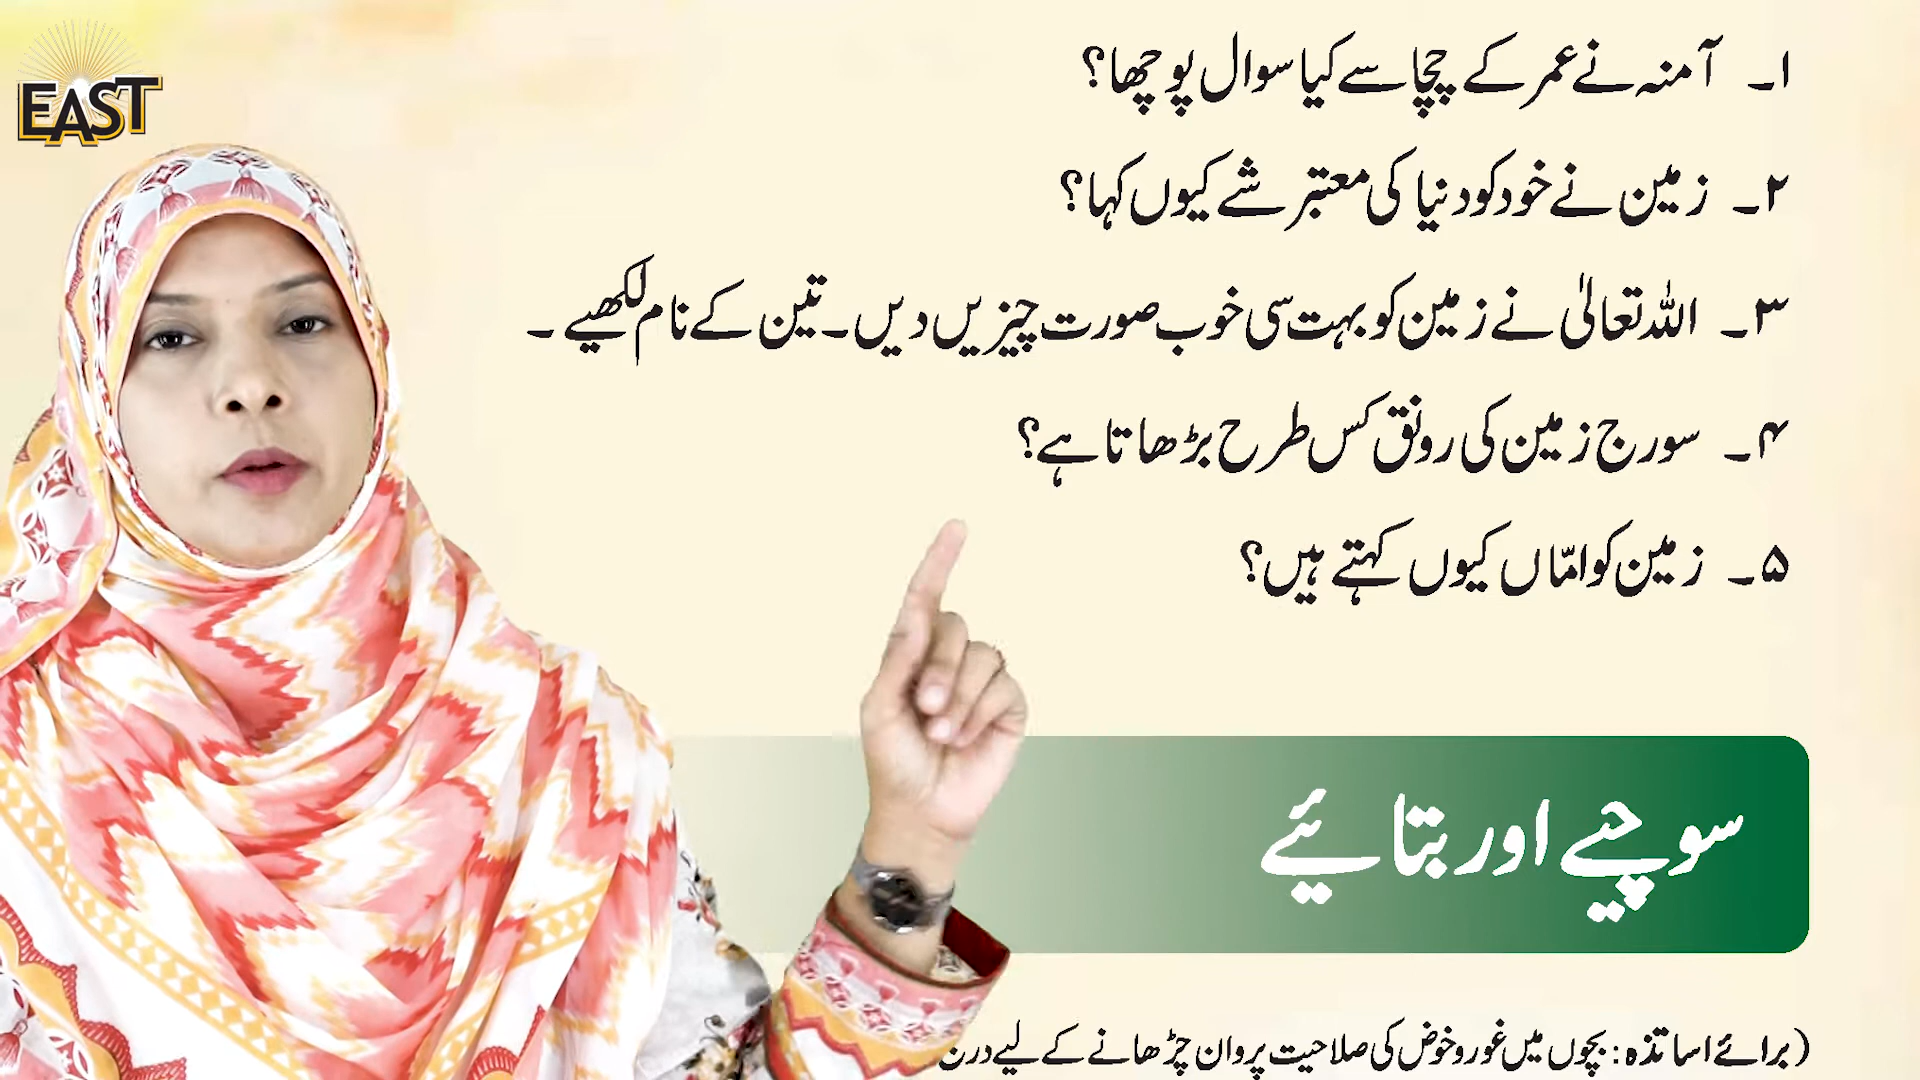 EAST
۱۔ آمنہ نے عمر کے چچا سے کیا سوال پوچھا؟
۲۔ زمین نے خود کو دنیا کی معتبر شے کیوں کہا؟
۳۔ اللہ تعالیٰ نے زمین کو بہت سی خوب صورت چیزیں دیں۔ تین کے نام لکھیے۔
۴۔ سورج زمین کی رونق کس طرح بڑھاتا ہے؟
۵۔ زمین کو امّاں کیوں کہتے ہیں؟
سوچیے اور بتائیے
(برائے اساتذہ: بچوں میں غور و خوض کی صلاحیت پروان چڑھانے کے لیے